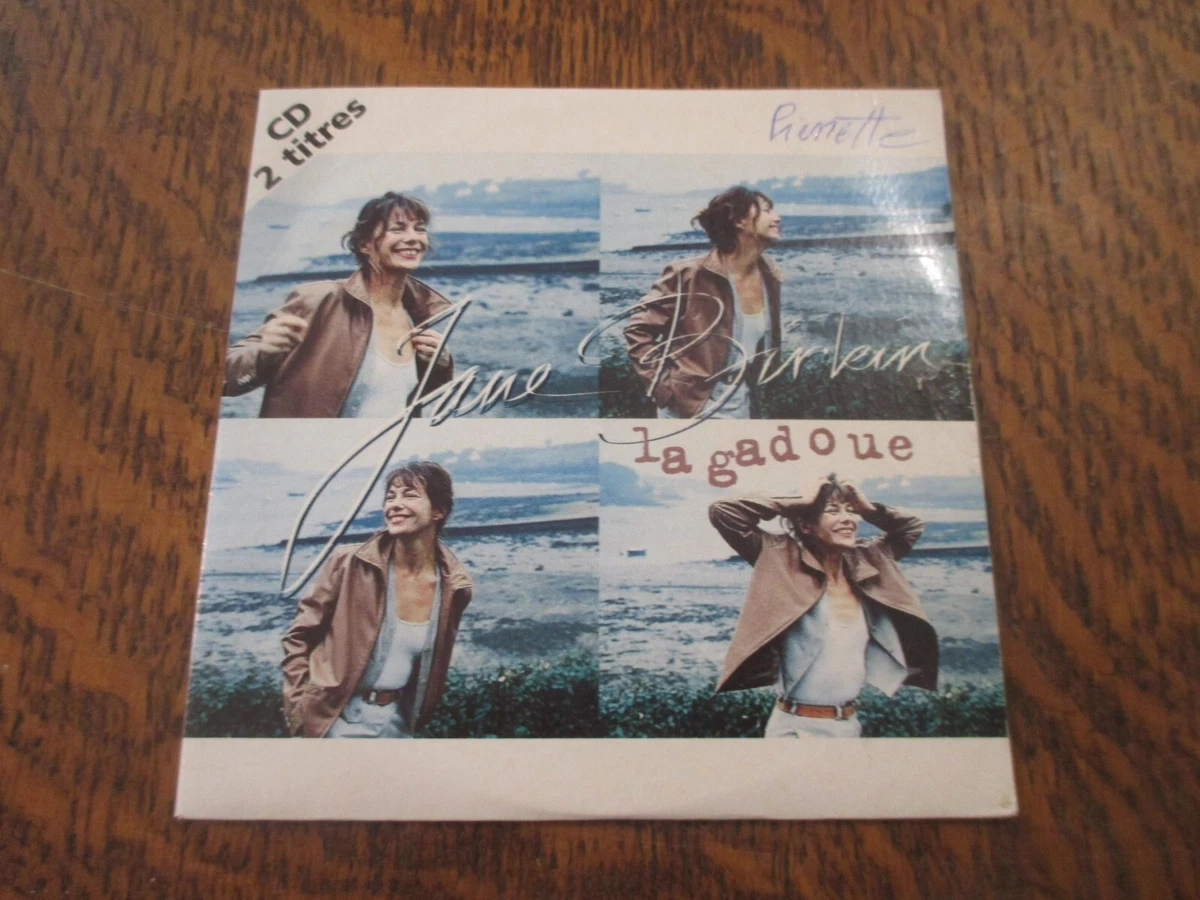 CD
2 titres
Pierrette
Jane Birkin
la gadoue